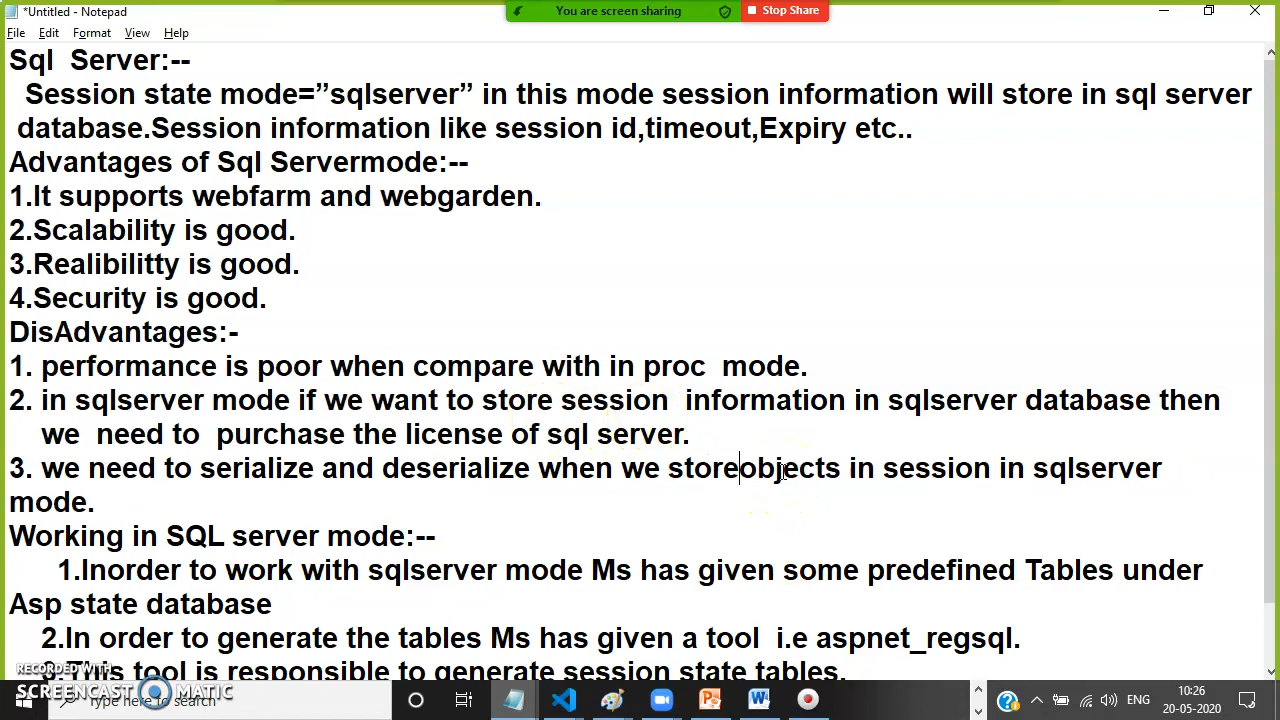 *Untitled - Notepad
You are screen sharing
Stop Share
File Edit Format View Help
Sql Server:--
Session state mode=”sqlserver” in this mode session information will store in sql server
database.Session information like session id,timeout,Expiry etc..
Advantages of Sql Servermode:--
1.It supports webfarm and webgarden.
2.Scalability is good.
3.Realibilitty is good.
4.Security is good.
DisAdvantages:-
1. performance is poor when compare with in proc mode.
2. in sqlserver mode if we want to store session information in sqlserver database then
we need to purchase the license of sql server.
3. we need to serialize and deserialize when we storeobjects in session in sqlserver
mode.
Working in SQL server mode:--
1.Inorder to work with sqlserver mode Ms has given some predefined Tables under
Asp state database
2.In order to generate the tables Ms has given a tool i.e aspnet_regsql.
This tool is responsible to generate session state tables.
RECORDED WITH
SCREENCAST MATIC
Type here to search
ENG
10:26
20-05-2020